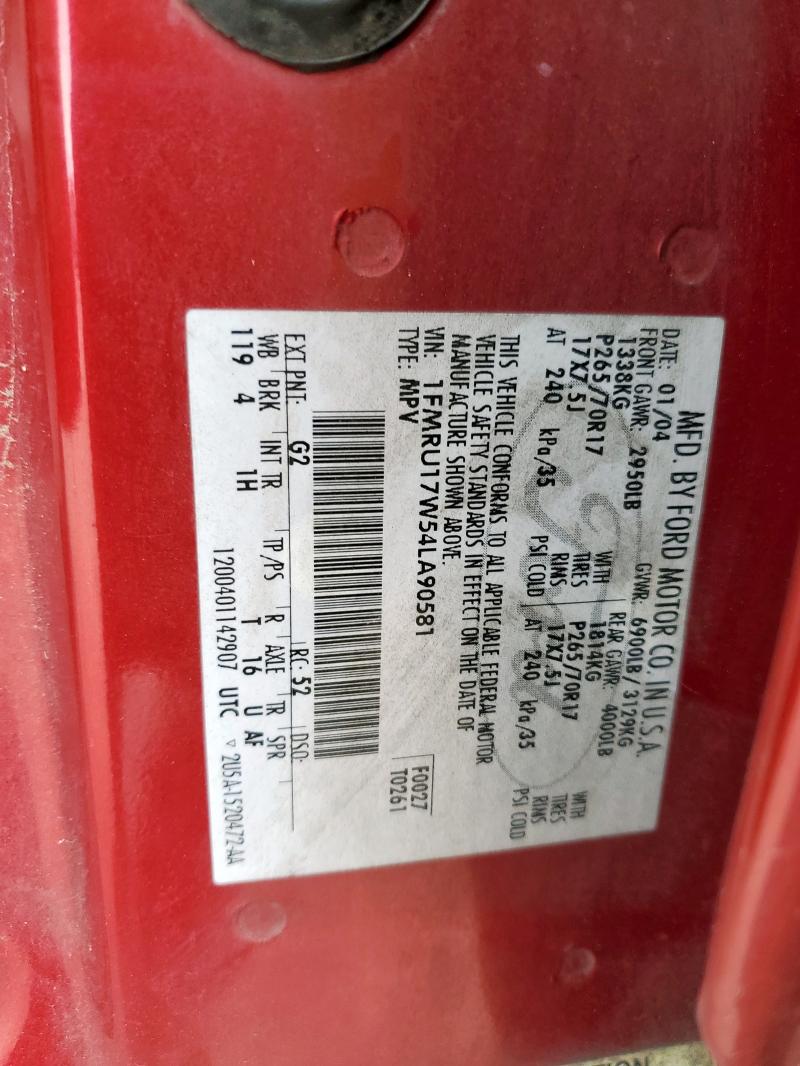 MFD. BY FORD MOTOR CO. IN U.S.A.
DATE: 01/04 GVWR: 6900LB/ 3129KG
FRONT GAWR: 2950LB REAR GAWR: 4000LB
1338KG WITH 1814KG WITH
P265/70R17 TIRES P265/70R17 TIRES
17X7.5J RIMS 17X7.5J RIMS
AT 240 kPa/35 PSI COLD AT 240 kPa/35 PSI COLD
THIS VEHICLE CONFORMS TO ALL APPLICABLE FEDERAL MOTOR
VEHICLE SAFETY STANDARDS IN EFFECT ON THE DATE OF
MANUFACTURE SHOWN ABOVE.
VIN: 1FMRU17W54LA90581
TYPE: MPV
F0027
T0261
EXT PNT: G2 RC: 52 DSO:
WB BRK INT TR TP/PS R AXLE TR SPR
119 4 1H T 16 U AF
1200401142907 UTC ▽ 2U5A-1520472-AA